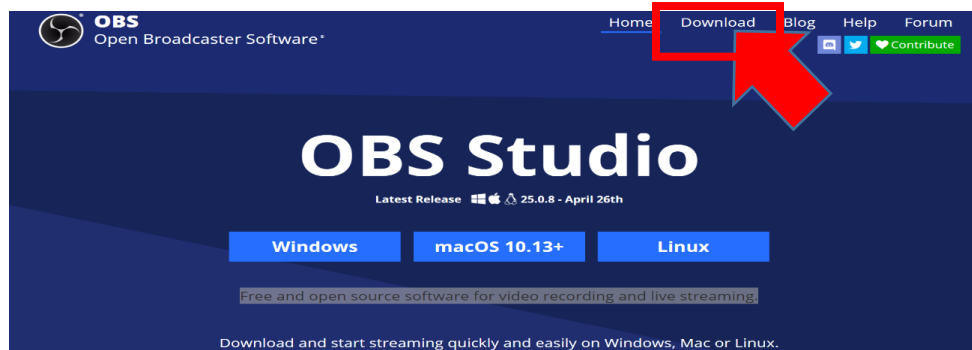 OBS
Open Broadcaster Software®
Home Download Blog Help Forum
Contribute
OBS Studio
Latest Release 25.0.8 - April 26th
Windows macOS 10.13+ Linux
Free and open source software for video recording and live streaming.
Download and start streaming quickly and easily on Windows, Mac or Linux.